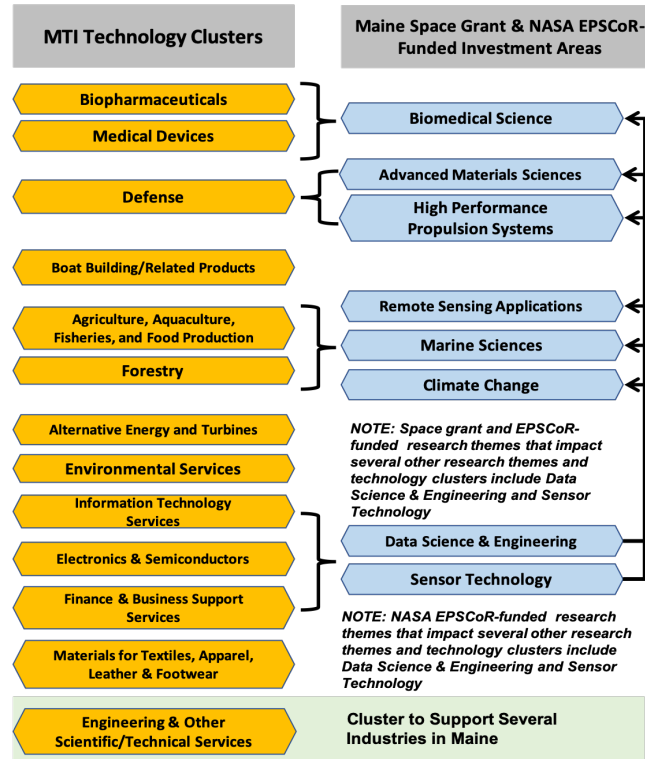 MTI Technology Clusters
Maine Space Grant & NASA EPSCoR-
Funded Investment Areas
Biopharmaceuticals
Medical Devices
Biomedical Science
Defense
Advanced Materials Sciences
High Performance
Propulsion Systems
Boat Building/Related Products
Agriculture, Aquaculture,
Fisheries, and Food Production
Forestry
Remote Sensing Applications
Marine Sciences
Climate Change
Alternative Energy and Turbines
Environmental Services
NOTE: Space grant and EPSCoR-
funded research themes that impact
several other research themes and
technology clusters include Data
Science & Engineering and Sensor
Technology
Information Technology
Services
Electronics & Semiconductors
Finance & Business Support
Services
Data Science & Engineering
Sensor Technology
NOTE: NASA EPSCoR-funded research
themes that impact several other research
themes and technology clusters include
Data Science & Engineering and Sensor
Technology
Materials for Textiles, Apparel,
Leather & Footwear
Engineering & Other
Scientific/Technical Services
Cluster to Support Several
Industries in Maine